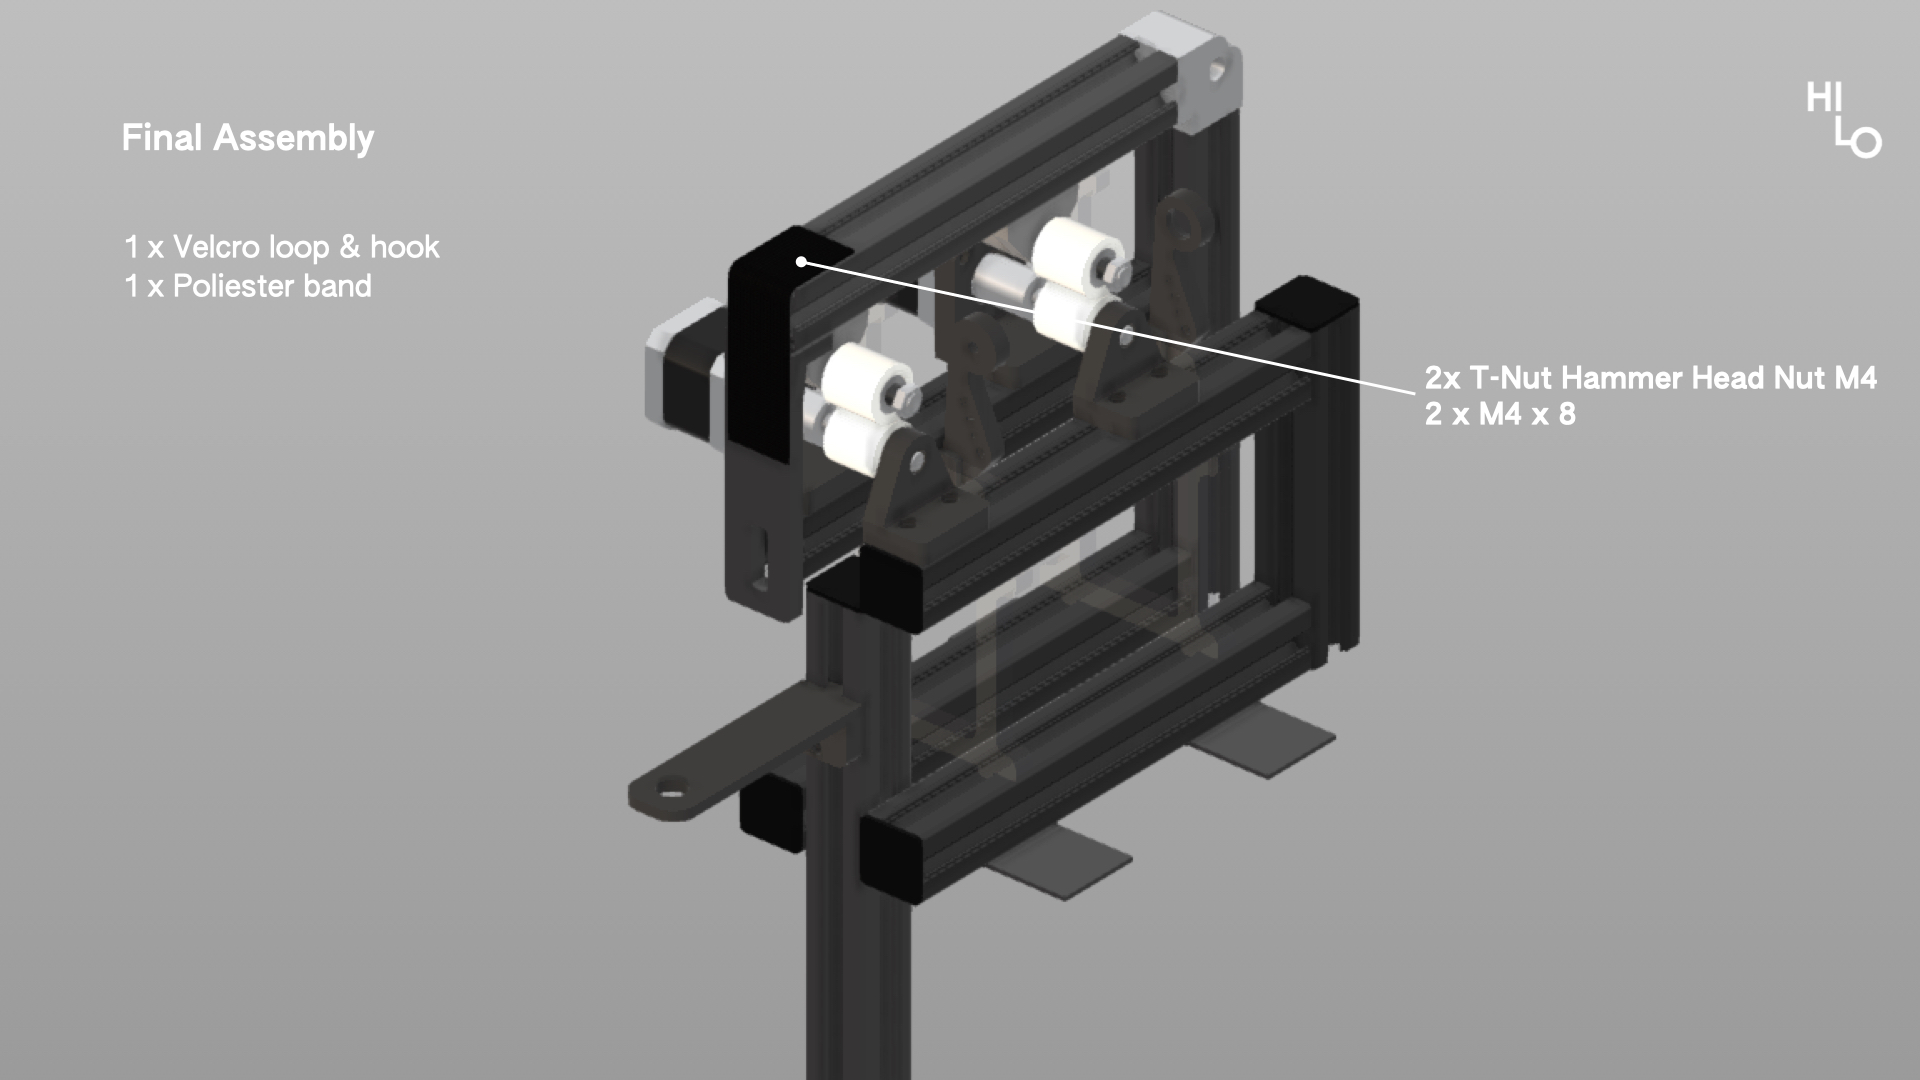 Final Assembly
1 x Velcro loop & hook
1 x Poliester band
HI
LO
2x T-Nut Hammer Head Nut M4
2 x M4 x 8